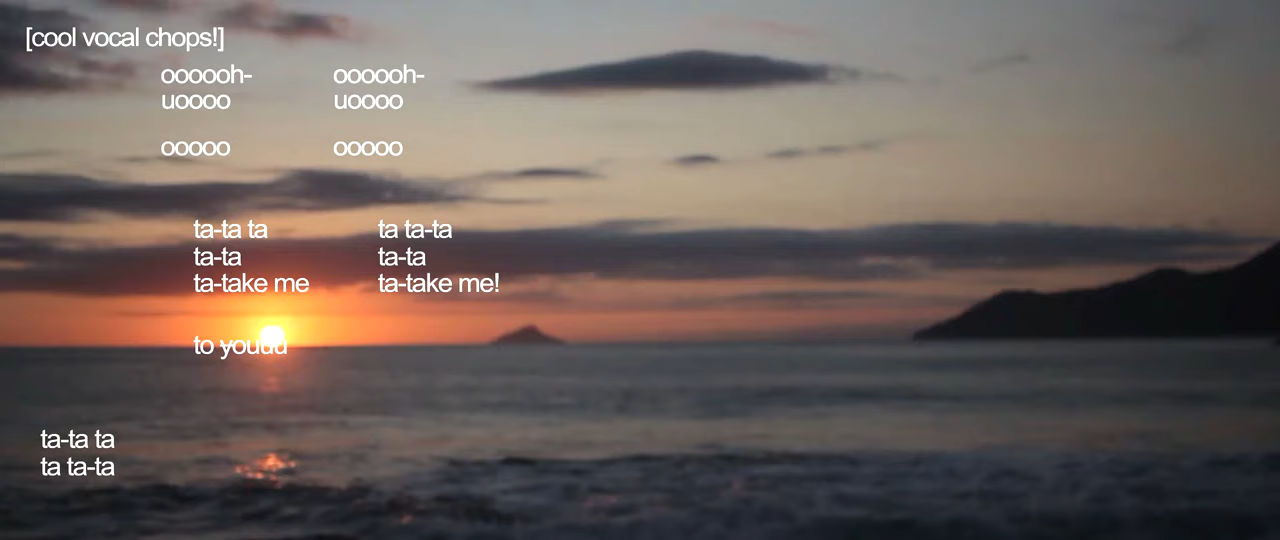 [cool vocal chops!]
oooooh-
uoooo
ooooo
oooooh-
uoooo
ooooo
ta-ta ta
ta-ta
ta-take me
ta ta-ta
ta-ta
ta-take me!
to youuu
ta-ta ta
ta ta-ta